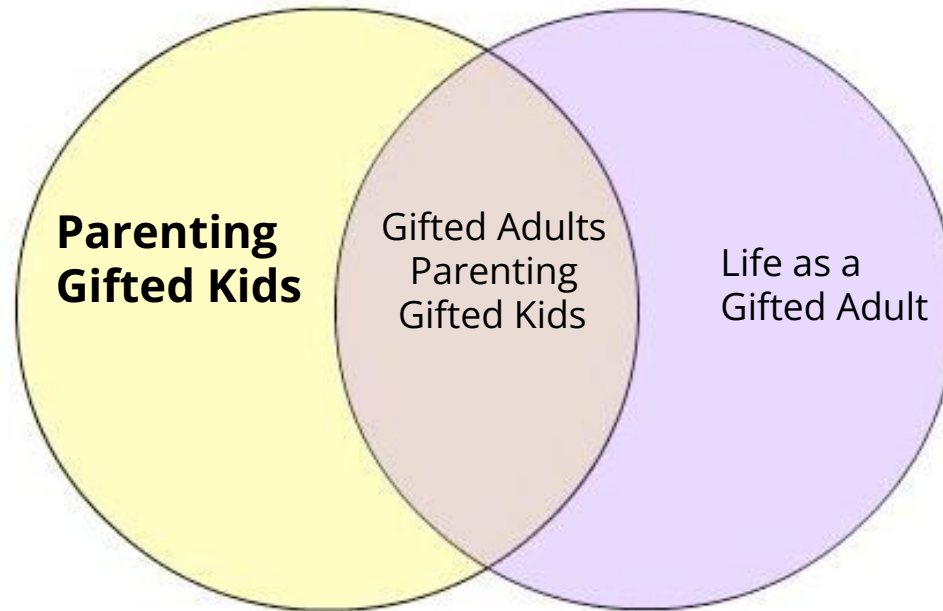 Parenting
Gifted Kids
Gifted Adults
Parenting
Gifted Kids
Life as a
Gifted Adult